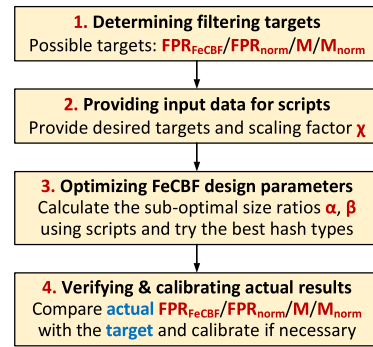 1. Determining filtering targets
Possible targets: FPRFeCBF/FPRnorm/M/Mnorm
2. Providing input data for scripts
Provide desired targets and scaling factor χ
3. Optimizing FeCBF design parameters
Calculate the sub-optimal size ratios α, β
using scripts and try the best hash types
4. Verifying & calibrating actual results
Compare actual FPRFeCBF/FPRnorm/M/Mnorm
with the target and calibrate if necessary